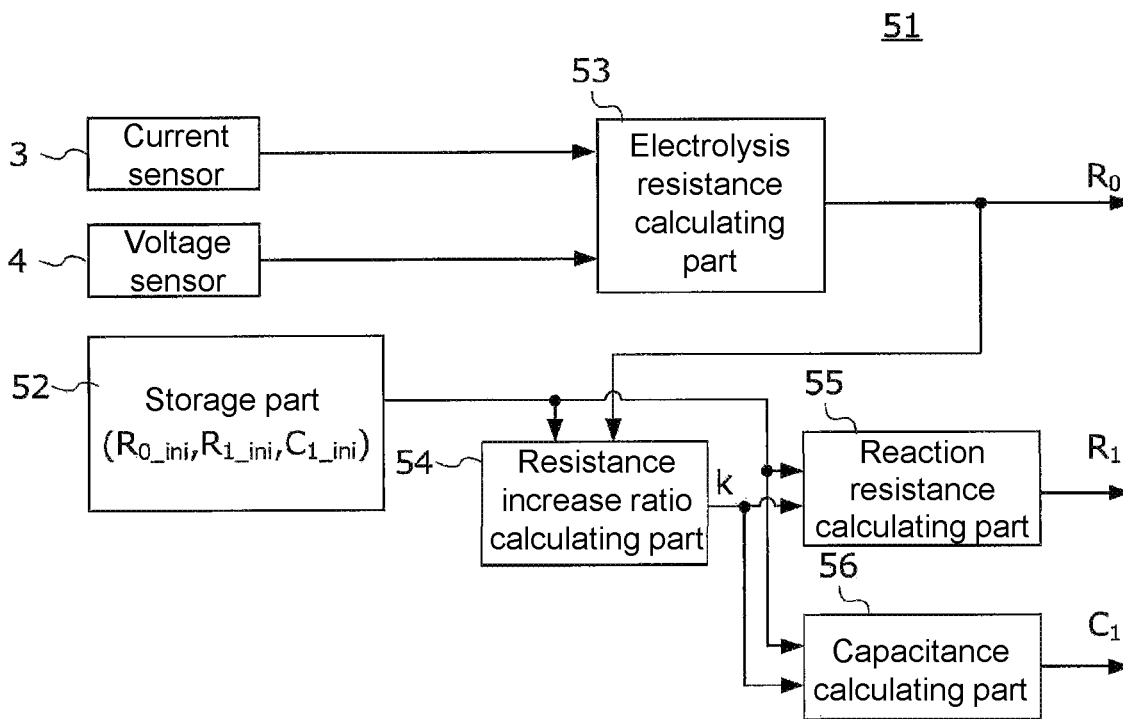 51
53
3
Current
sensor
Electrolysis
resistance
calculating
part
R0
4
Voltage
sensor
52
Storage part
(R0_ini,R1_ini,C1_ini)
54
Resistance
increase ratio
calculating part
k
55
Reaction
resistance
calculating part
R1
56
Capacitance
calculating part
C1